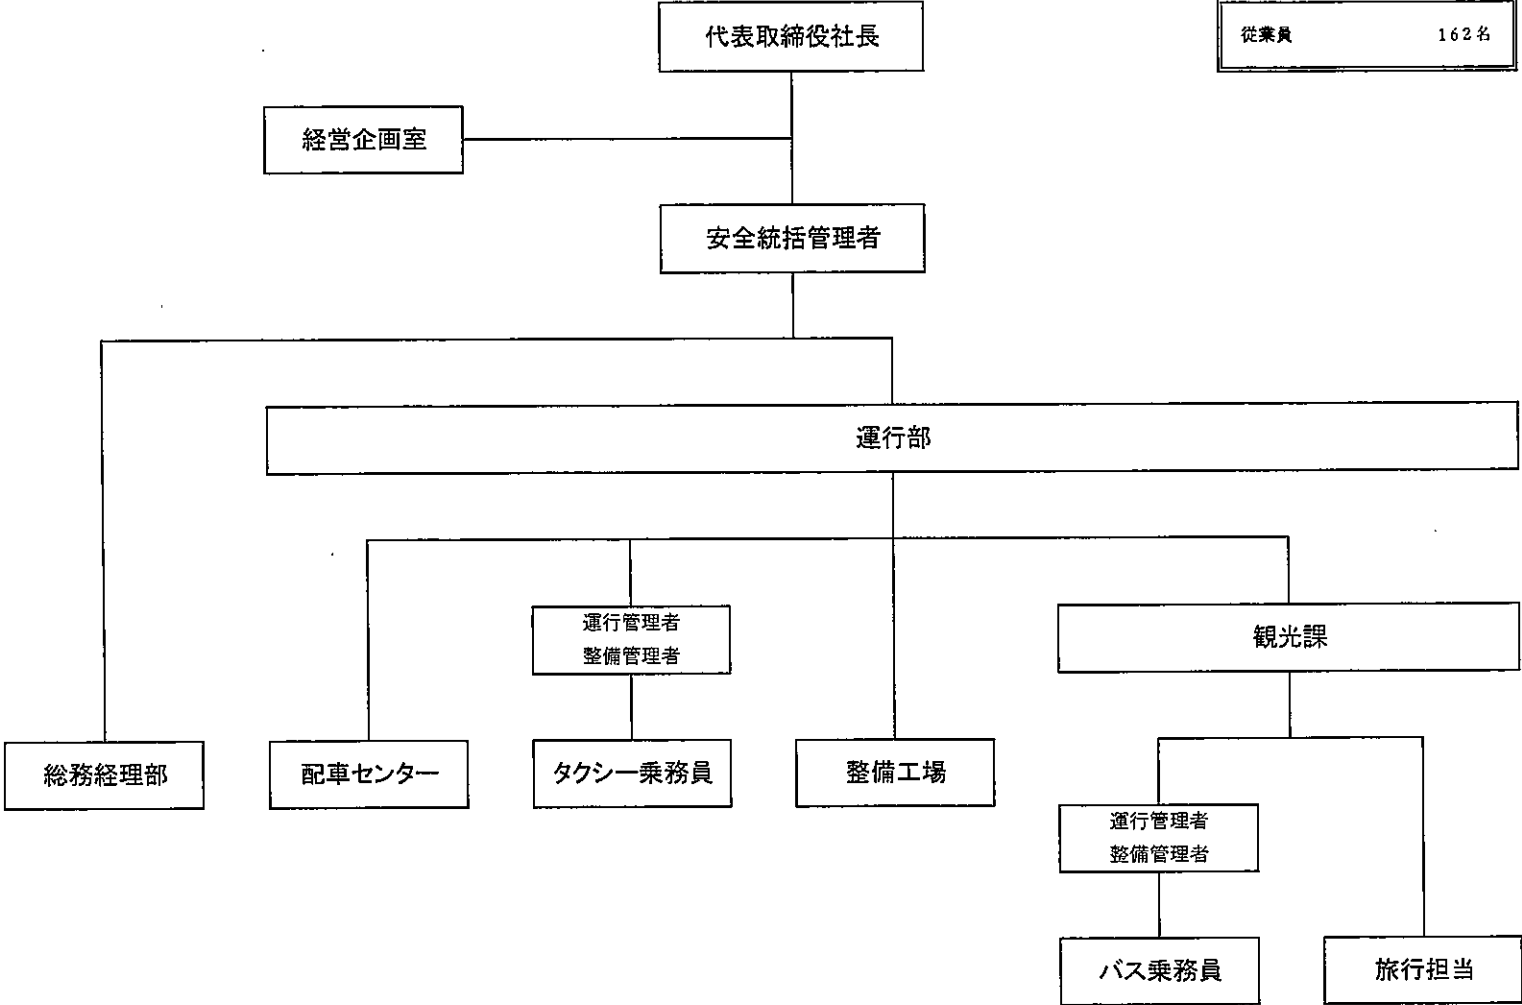 代表取締役社長
従業員 162名
経営企画室
安全統括管理者
運行部
運行管理者
整備管理者
観光課
総務経理部
配車センター
タクシー乗務員
整備工場
運行管理者
整備管理者
バス乗務員
旅行担当